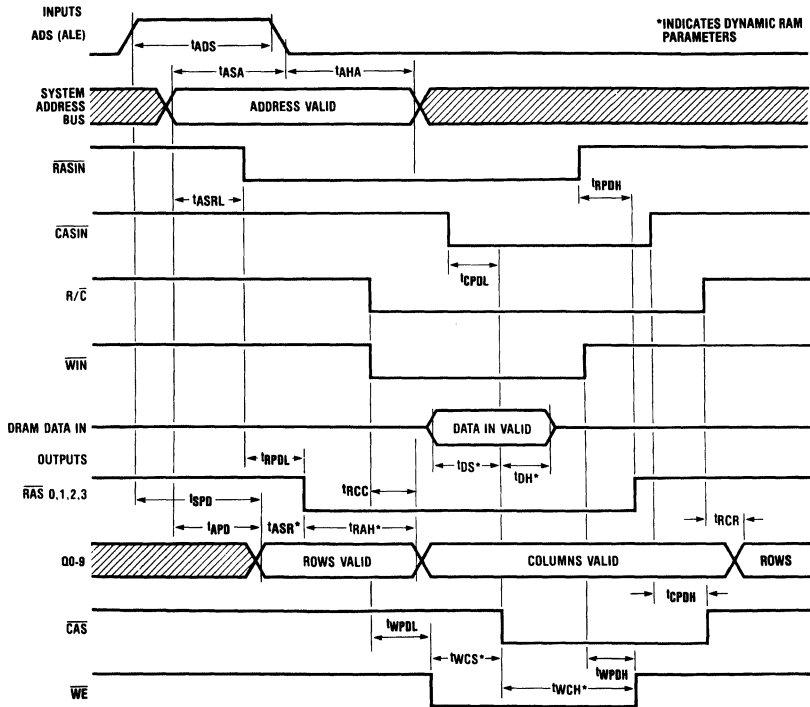 INPUTS
ADS (ALE)
*INDICATES DYNAMIC RAM
PARAMETERS
tADS
tASA
tAHA
SYSTEM
ADDRESS
BUS
ADDRESS VALID
RASIN
tRPDH
tASRL
CASIN
tCPDL
R/C
WIN
DRAM DATA IN
DATA IN VALID
OUTPUTS
tRPDL
tDS*
tDH*
tRCC
RAS 0,1,2,3
tSPD
tRCR
tAPD
tASR*
tRAH*
Q0-9
ROWS VALID
COLUMNS VALID
ROWS
tCPDH
CAS
tWPDL
tWCS*
tWPDH
tWCH*
WE